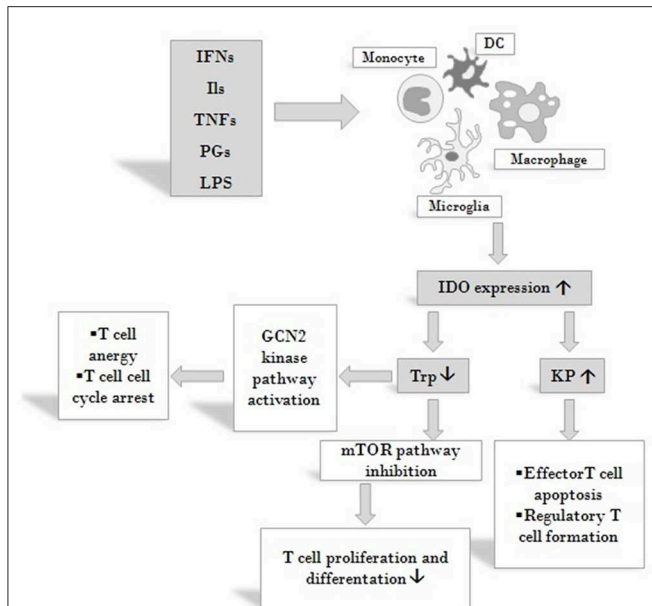 IFNs
Ils
TNFs
PGs
LPS
DC
Monocyte
Macrophage
Microglia
IDO expression ↑
▪T cell
anergy
▪T cell cell
cycle arrest
GCN2
kinase
pathway
activation
Trp ↓
KP ↑
mTOR pathway
inhibition
▪EffectorT cell
apoptosis
▪Regulatory T
cell formation
T cell proliferation and
differentation ↓